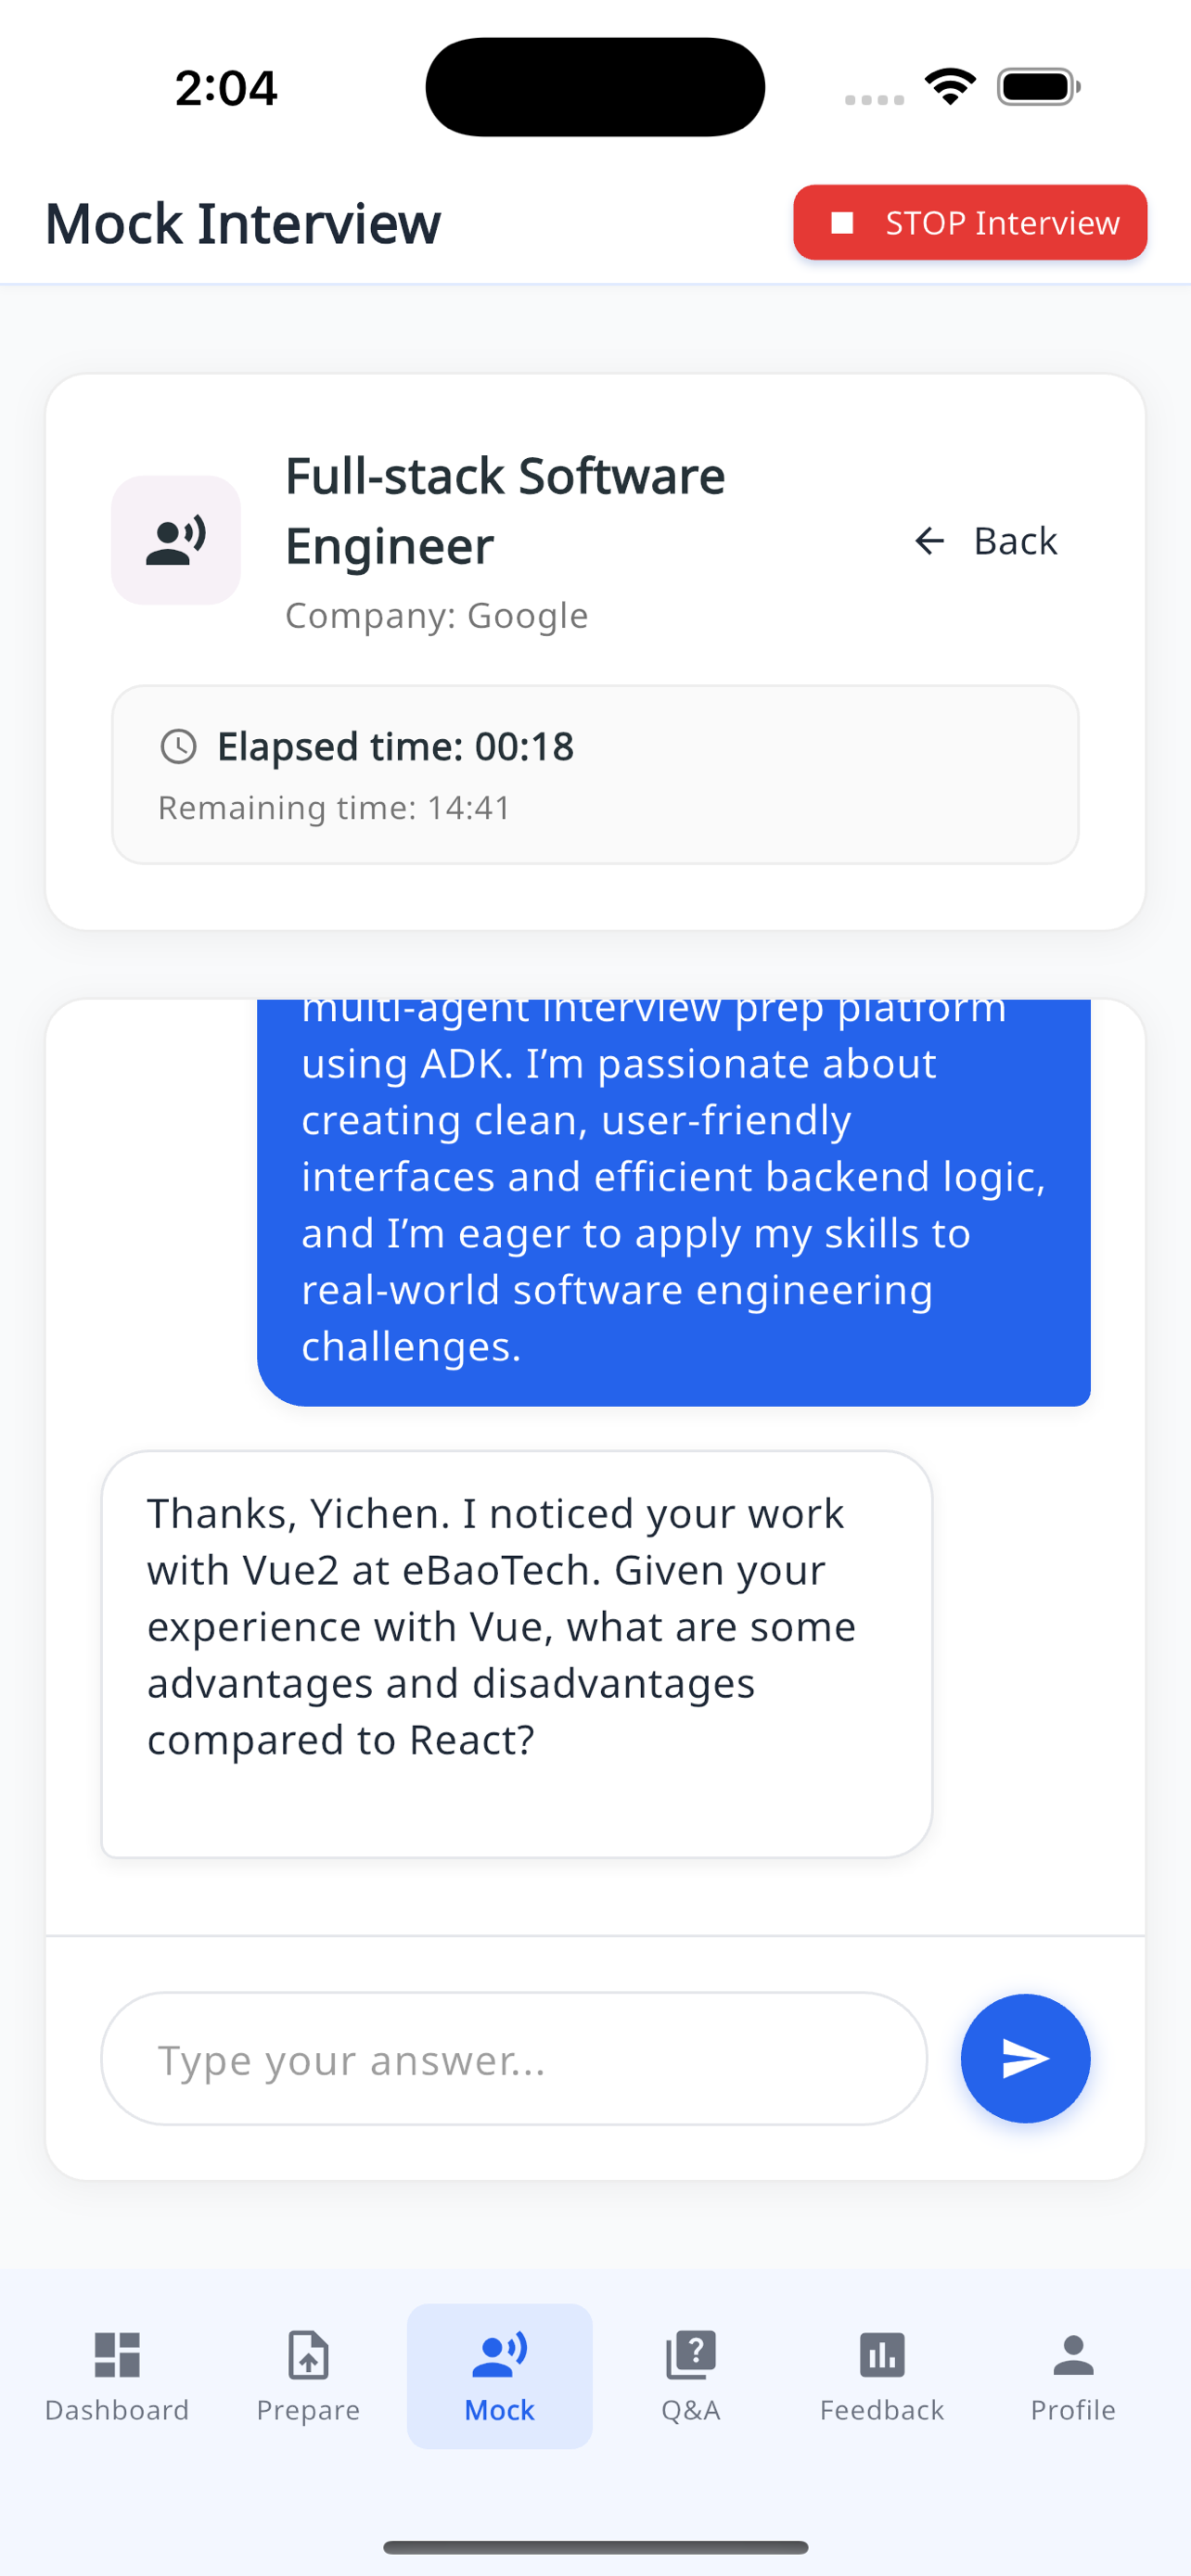 2:04
Mock Interview
STOP Interview
Full-stack Software
Engineer
Company: Google
Back
Elapsed time: 00:18
Remaining time: 14:41
multi-agent interview prep platform
using ADK. I’m passionate about
creating clean, user-friendly
interfaces and efficient backend logic,
and I’m eager to apply my skills to
real-world software engineering
challenges.
Thanks, Yichen. I noticed your work
with Vue2 at eBaoTech. Given your
experience with Vue, what are some
advantages and disadvantages
compared to React?
Type your answer...
Dashboard
Prepare
Mock
Q&A
Feedback
Profile